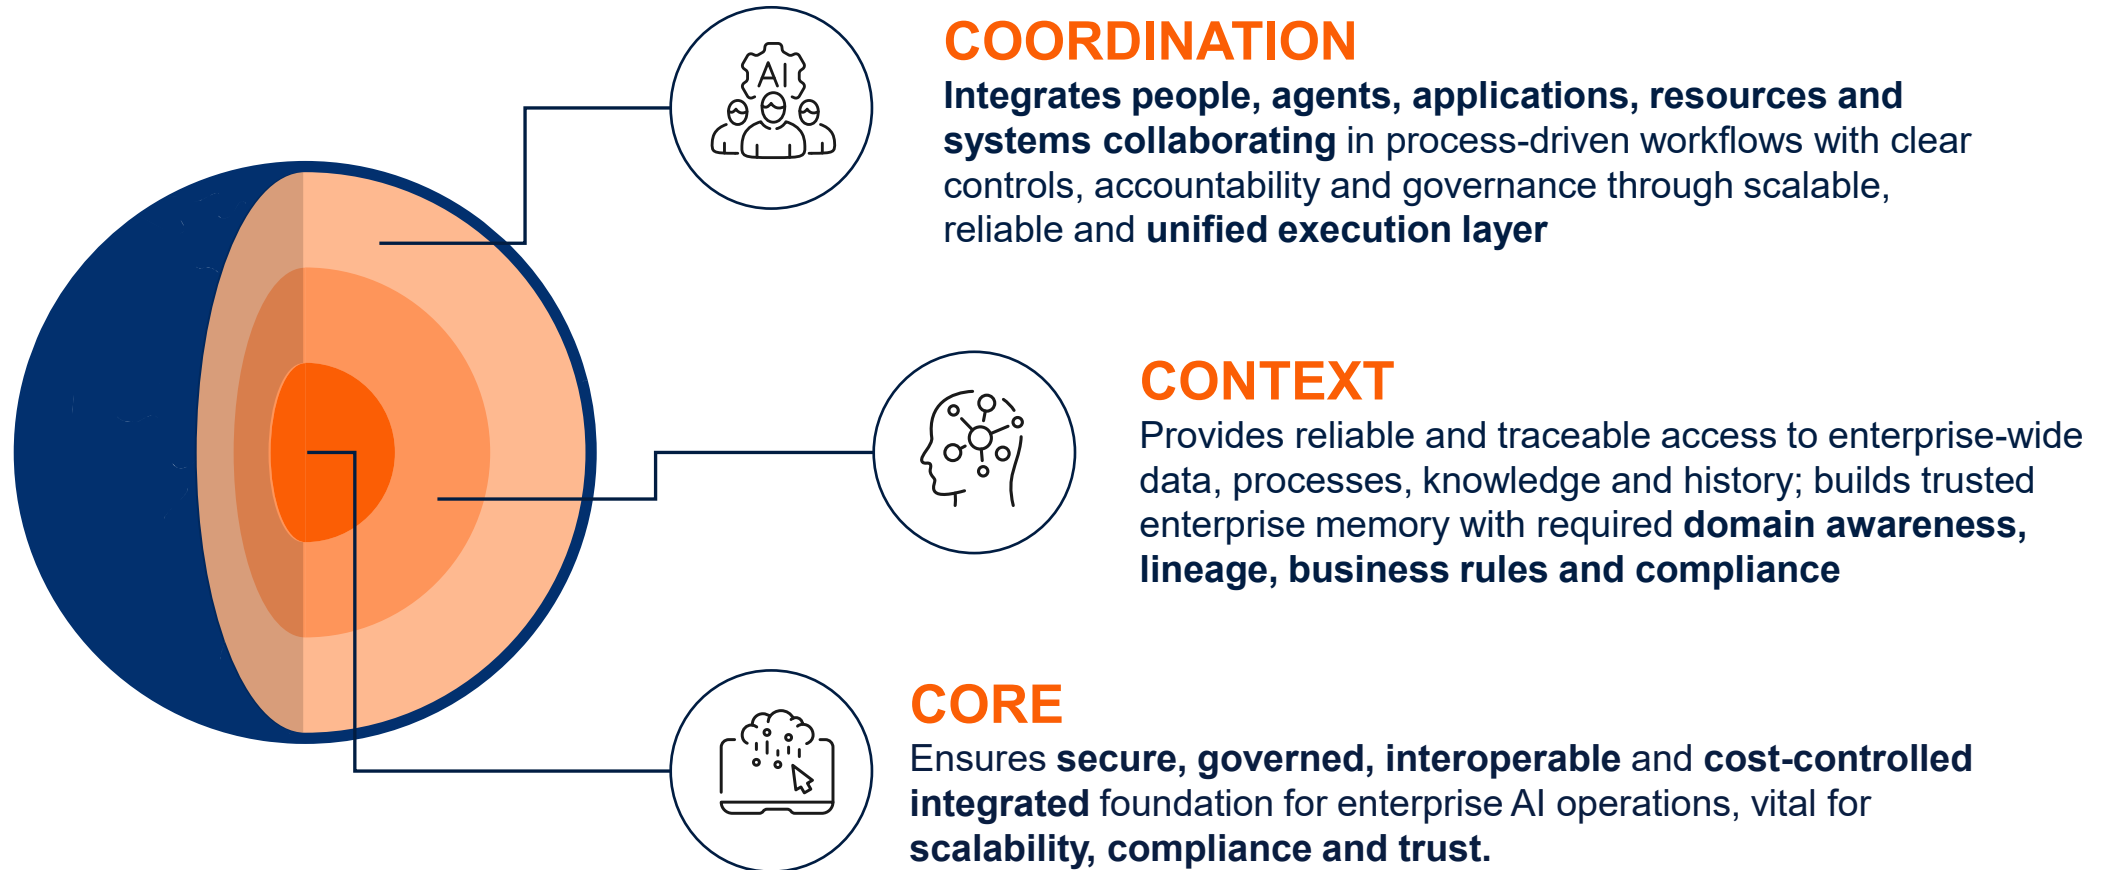 AI
COORDINATION
Integrates people, agents, applications, resources and
systems collaborating in process-driven workflows with clear
controls, accountability and governance through scalable,
reliable and unified execution layer
CONTEXT
Provides reliable and traceable access to enterprise-wide
data, processes, knowledge and history; builds trusted
enterprise memory with required domain awareness,
lineage, business rules and compliance
CORE
Ensures secure, governed, interoperable and cost-controlled
integrated foundation for enterprise AI operations, vital for
scalability, compliance and trust.